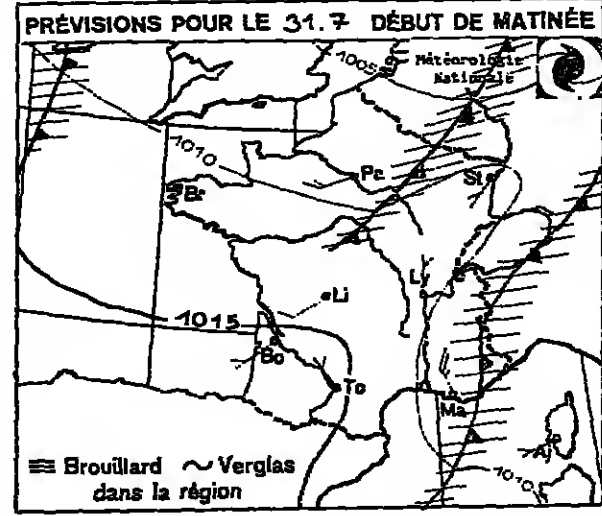 PRÉVISIONS POUR LE 31.7 DÉBUT DE MATINÉE
1005
Météorologie
Nationale
1010
Pa
St
Br
Ly
Li
1015
Bo
To
Ma
Aj
1010
Brouillard Verglas
dans la région